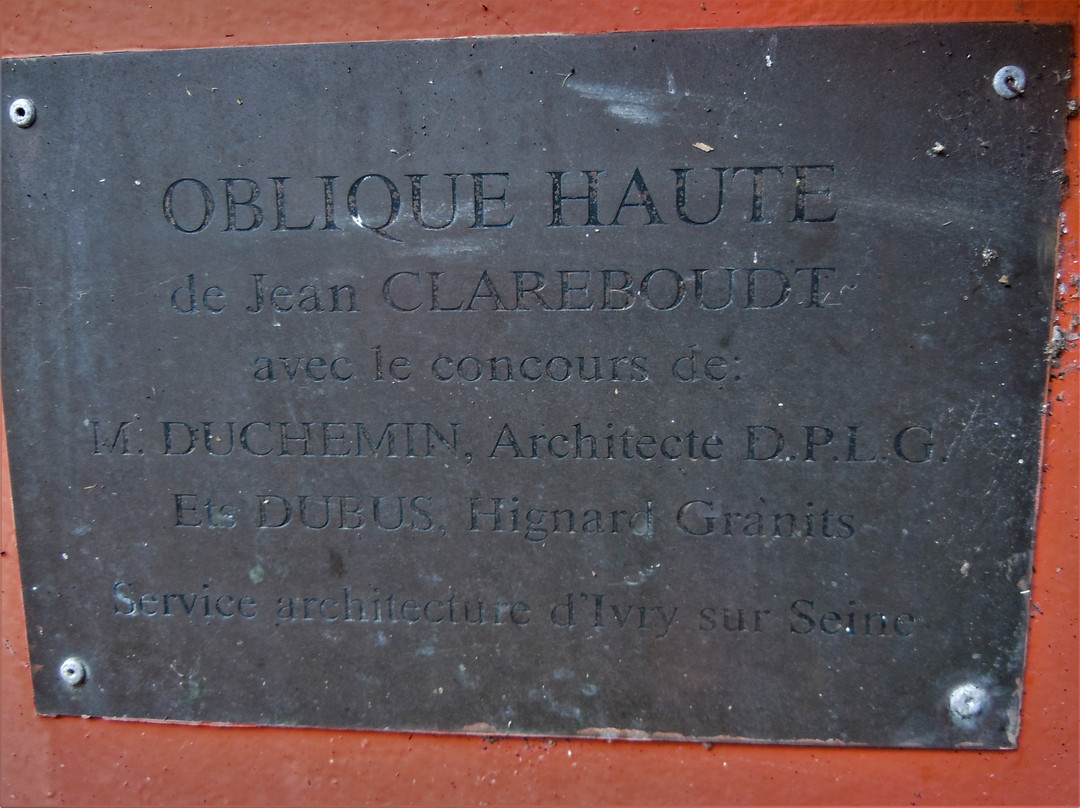 OBLIQUE HAUTE
de Jean CLAREBOUDT
avec le concours de:
M. DUCHEMIN, Architecte D.P.L.G.
Ets DUBUS, Hignard Granits
Service architecture d'Ivry sur Seine